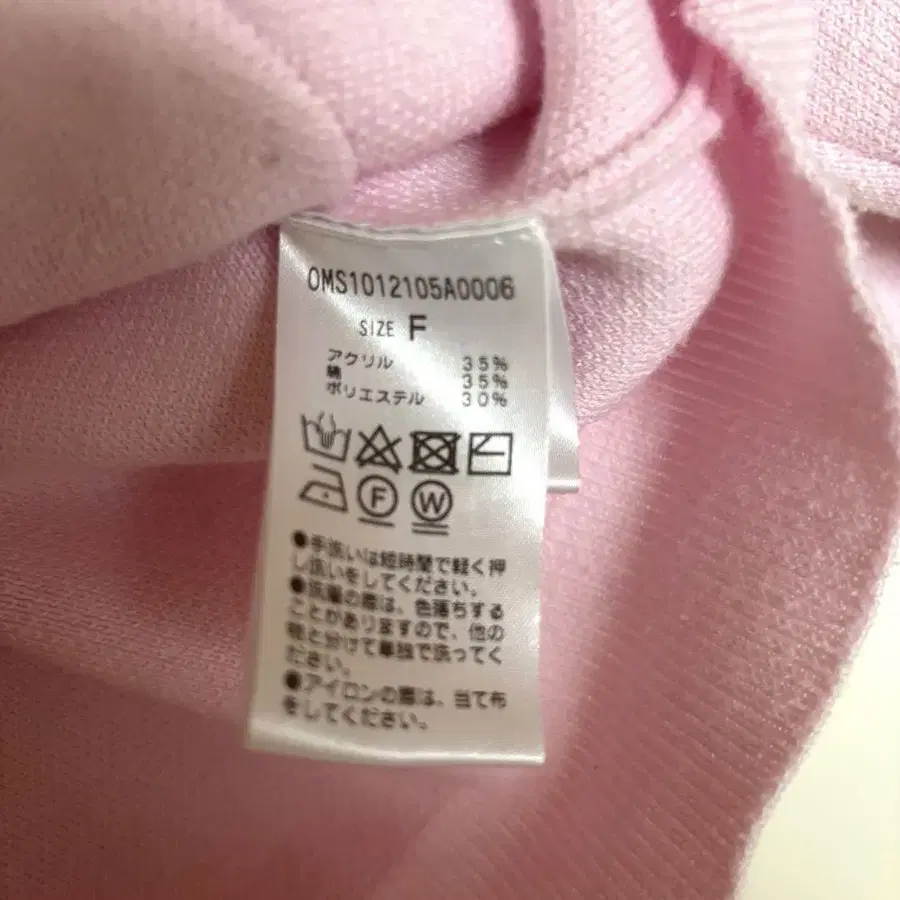 OMS1012105A0006
SIZE F
アクリル 35%
綿 35%
ポリエステル 30%
F W
●手洗いは短時間で軽く押
し洗いをしてください。
●洗濯の際は、色落ちする
ことがありますので、他の
物と分けて単独で洗ってく
ださい。
●アイロンの際は、当て布
をしてください。